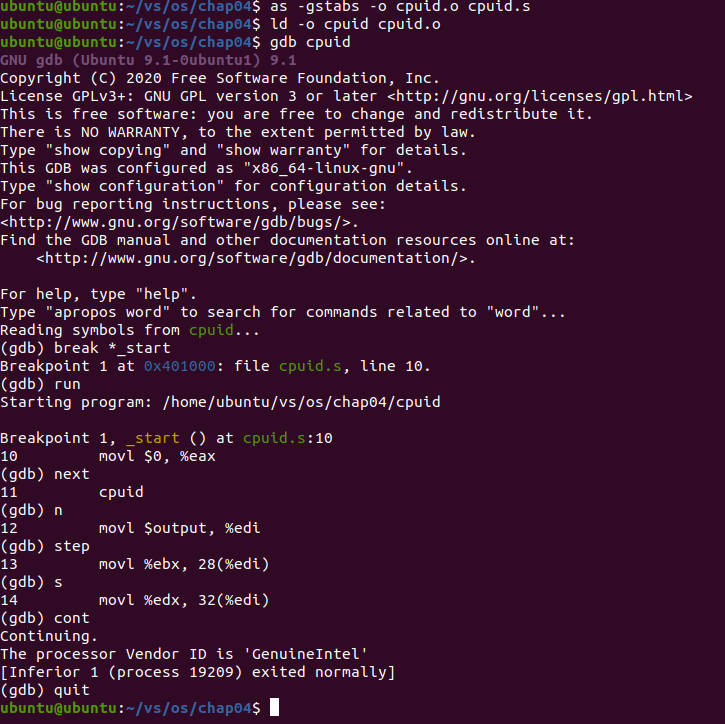 ubuntu@ubuntu:~/vs/os/chap04$ as -gstabs -o cpuid.o cpuid.s
ubuntu@ubuntu:~/vs/os/chap04$ ld -o cpuid cpuid.o
ubuntu@ubuntu:~/vs/os/chap04$ gdb cpuid
GNU gdb (Ubuntu 9.1-0ubuntu1) 9.1
Copyright (C) 2020 Free Software Foundation, Inc.
License GPLv3+: GNU GPL version 3 or later <http://gnu.org/licenses/gpl.html>
This is free software: you are free to change and redistribute it.
There is NO WARRANTY, to the extent permitted by law.
Type "show copying" and "show warranty" for details.
This GDB was configured as "x86_64-linux-gnu".
Type "show configuration" for configuration details.
For bug reporting instructions, please see:
<http://www.gnu.org/software/gdb/bugs/>.
Find the GDB manual and other documentation resources online at:
    <http://www.gnu.org/software/gdb/documentation/>.

For help, type "help".
Type "apropos word" to search for commands related to "word"...
Reading symbols from cpuid...
(gdb) break *_start
Breakpoint 1 at 0x401000: file cpuid.s, line 10.
(gdb) run
Starting program: /home/ubuntu/vs/os/chap04/cpuid

Breakpoint 1, _start () at cpuid.s:10
10          movl $0, %eax
(gdb) next
11          cpuid
(gdb) n
12          movl $output, %edi
(gdb) step
13          movl %ebx, 28(%edi)
(gdb) s
14          movl %edx, 32(%edi)
(gdb) cont
Continuing.
The processor Vendor ID is 'GenuineIntel'
[Inferior 1 (process 19209) exited normally]
(gdb) quit
ubuntu@ubuntu:~/vs/os/chap04$